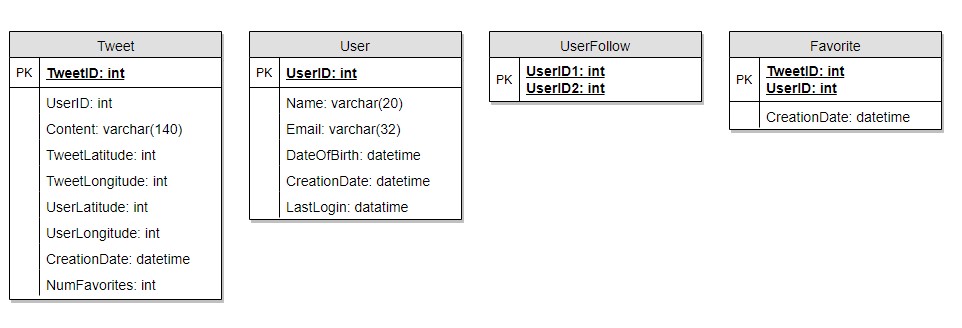 Tweet
PK TweetID: int
UserID: int
Content: varchar(140)
TweetLatitude: int
TweetLongitude: int
UserLatitude: int
UserLongitude: int
CreationDate: datetime
NumFavorites: int
User
PK UserID: int
Name: varchar(20)
Email: varchar(32)
DateOfBirth: datetime
CreationDate: datetime
LastLogin: datatime
UserFollow
PK UserID1: int
UserID2: int
Favorite
PK TweetID: int
UserID: int
CreationDate: datetime